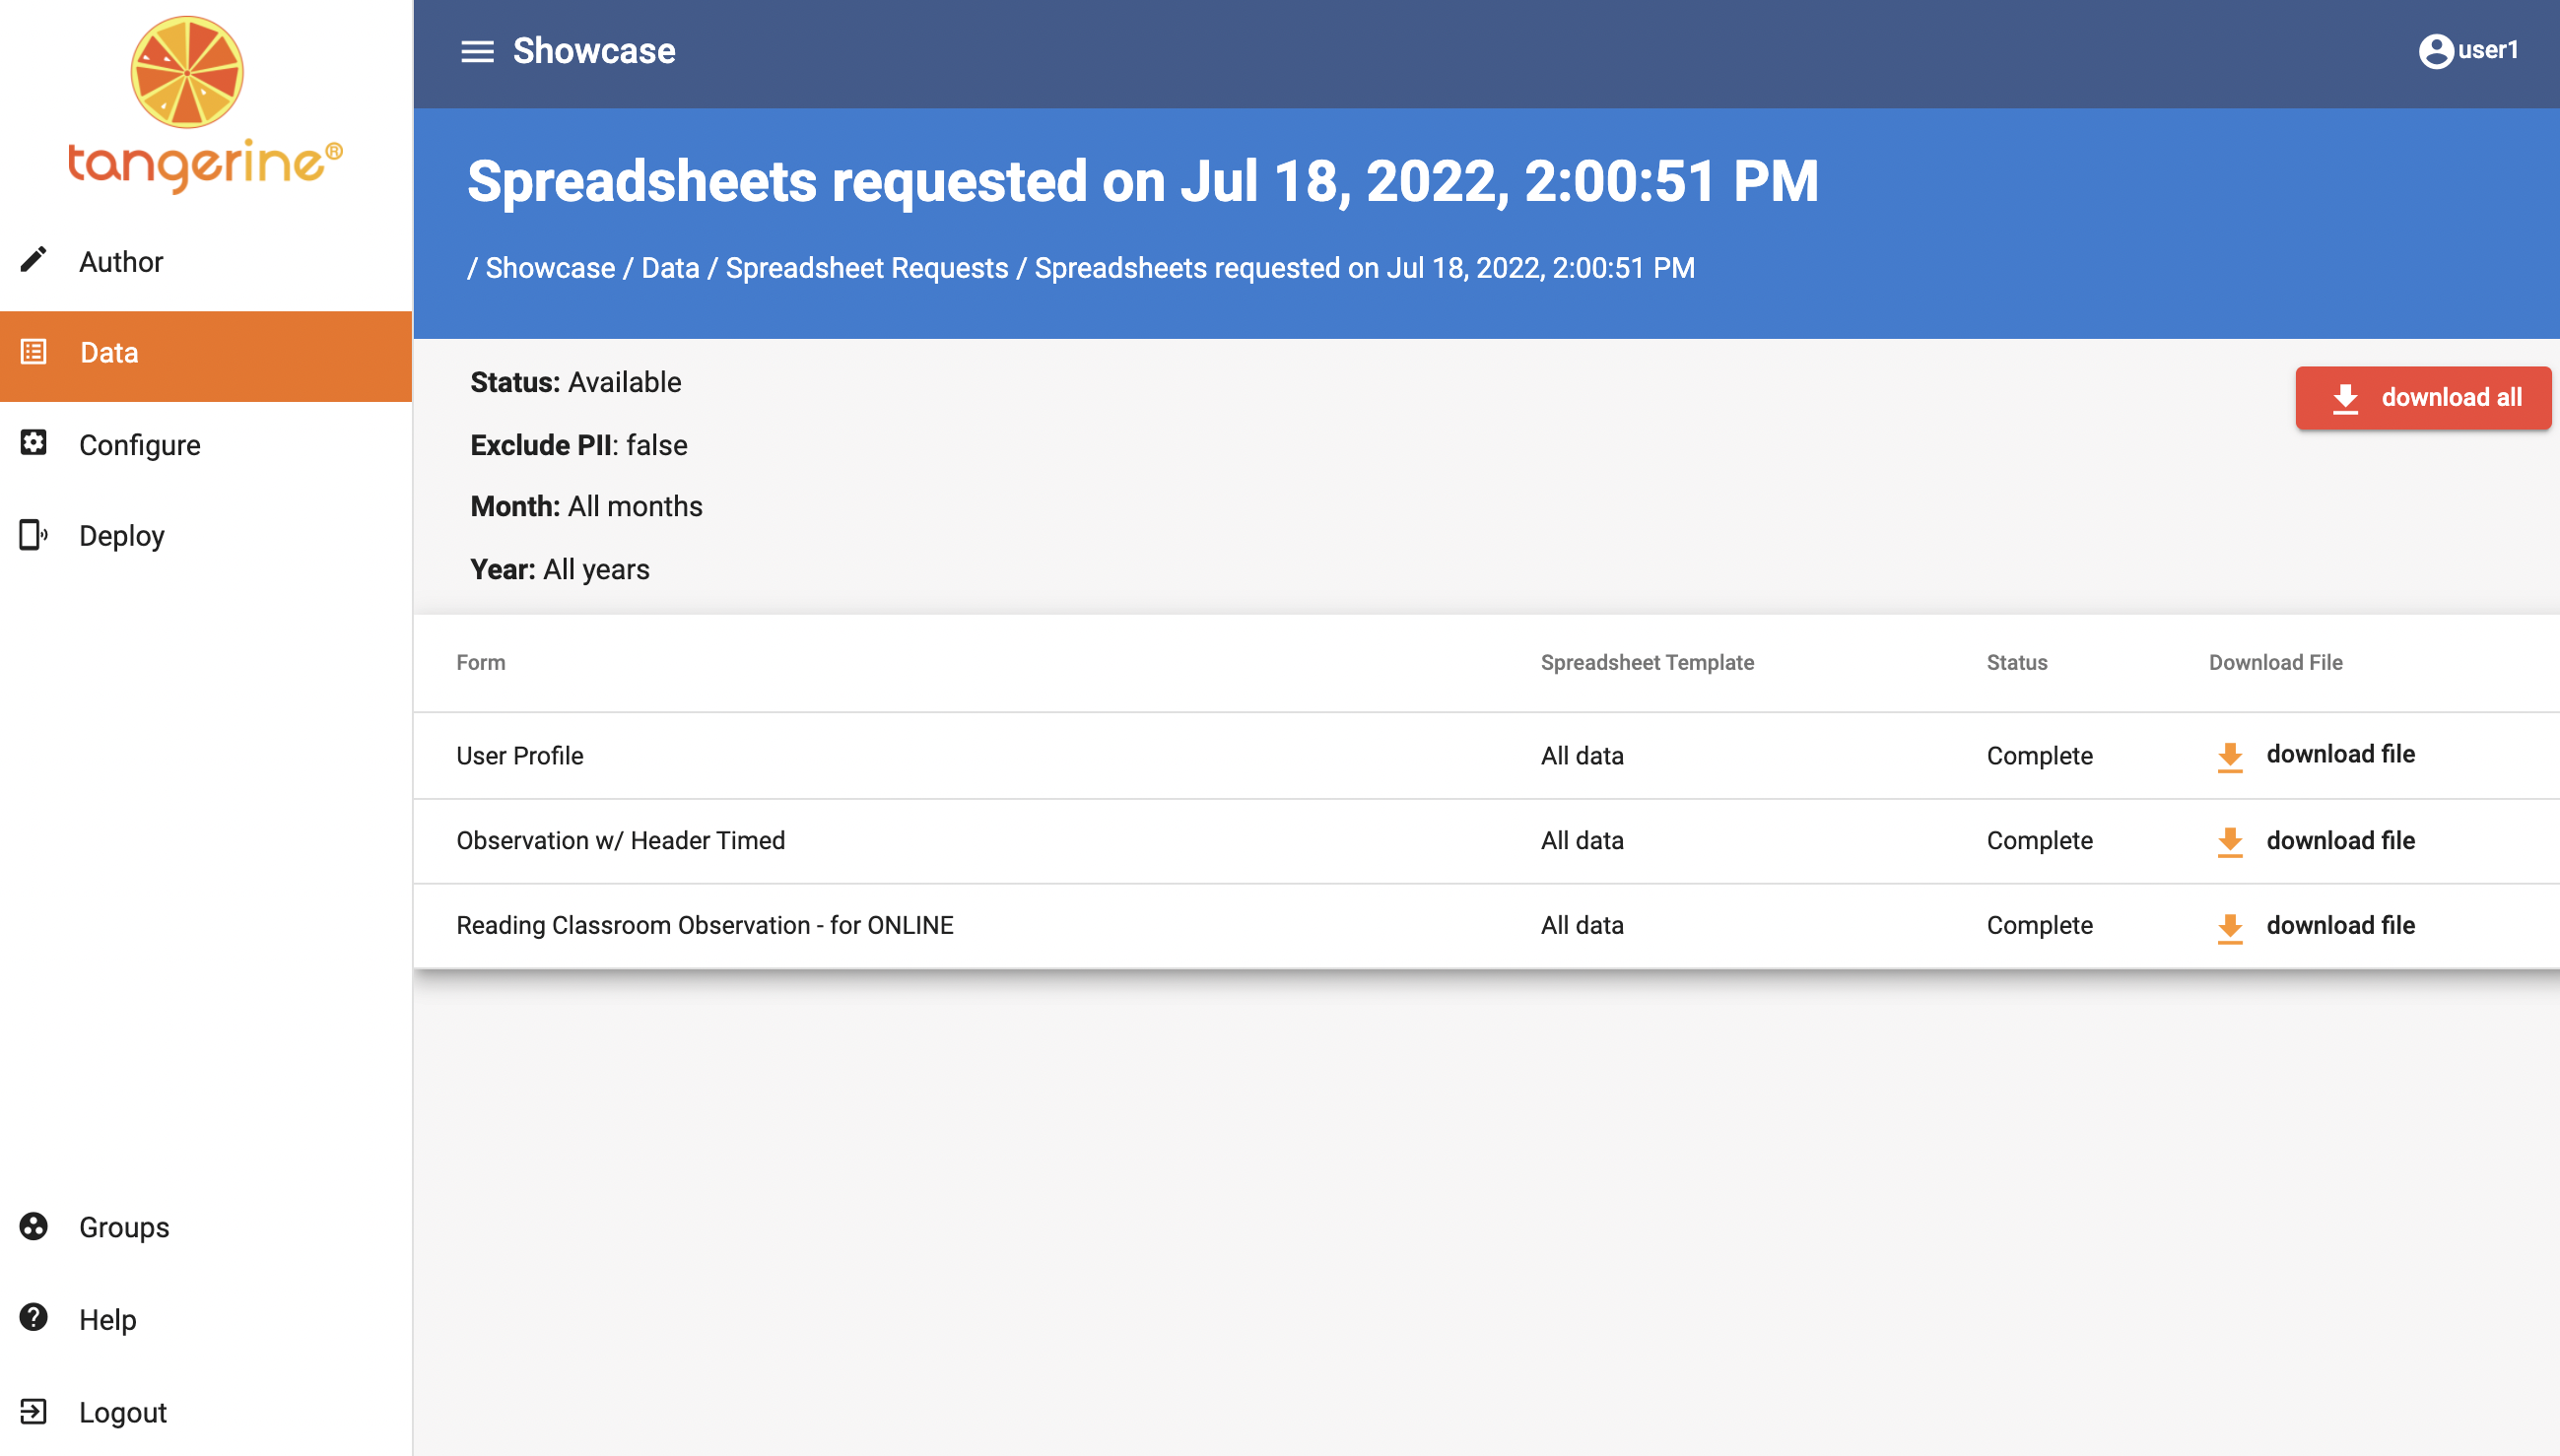 tangerine®
Author
Data
Configure
Deploy
Groups
Help
Logout
Showcase
user1
Spreadsheets requested on Jul 18, 2022, 2:00:51 PM
/ Showcase / Data / Spreadsheet Requests / Spreadsheets requested on Jul 18, 2022, 2:00:51 PM
Status: Available
download all
Exclude PII: false
Month: All months
Year: All years
Form Spreadsheet Template Status Download File
User Profile All data Complete download file
Observation w/ Header Timed All data Complete download file
Reading Classroom Observation - for ONLINE All data Complete download file